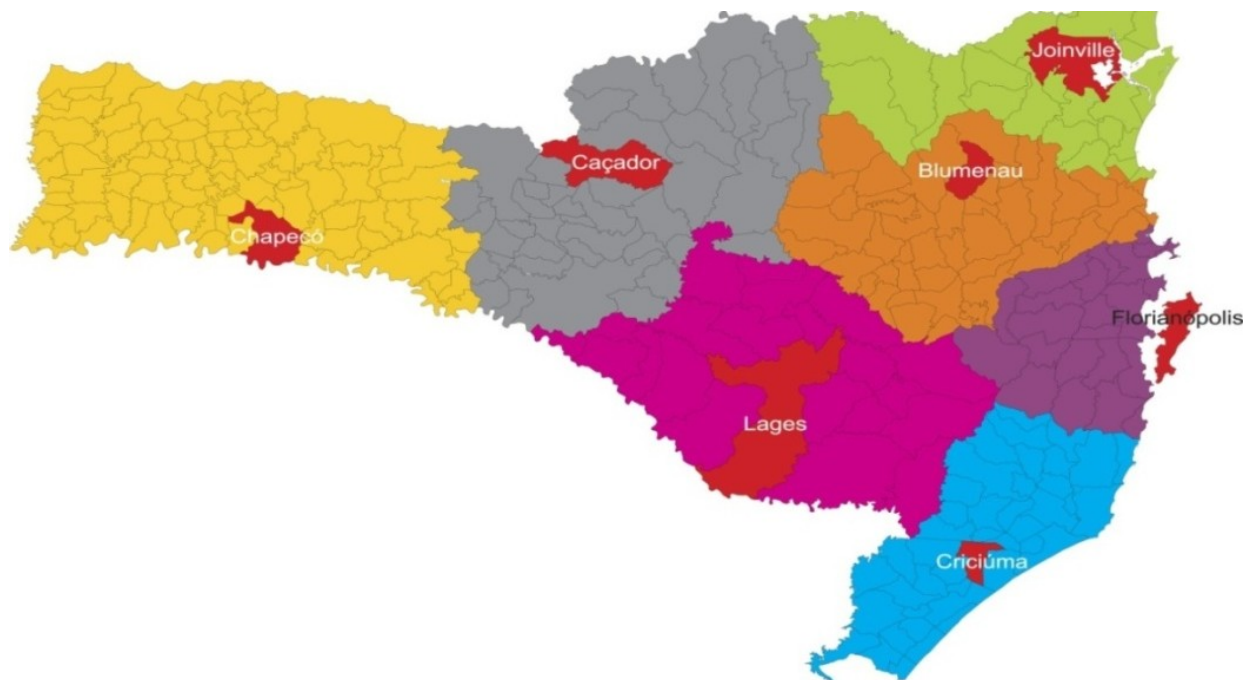 Joinville
Caçador
Blumenau
Chapecó
Florianópolis
Lages
Criciúma